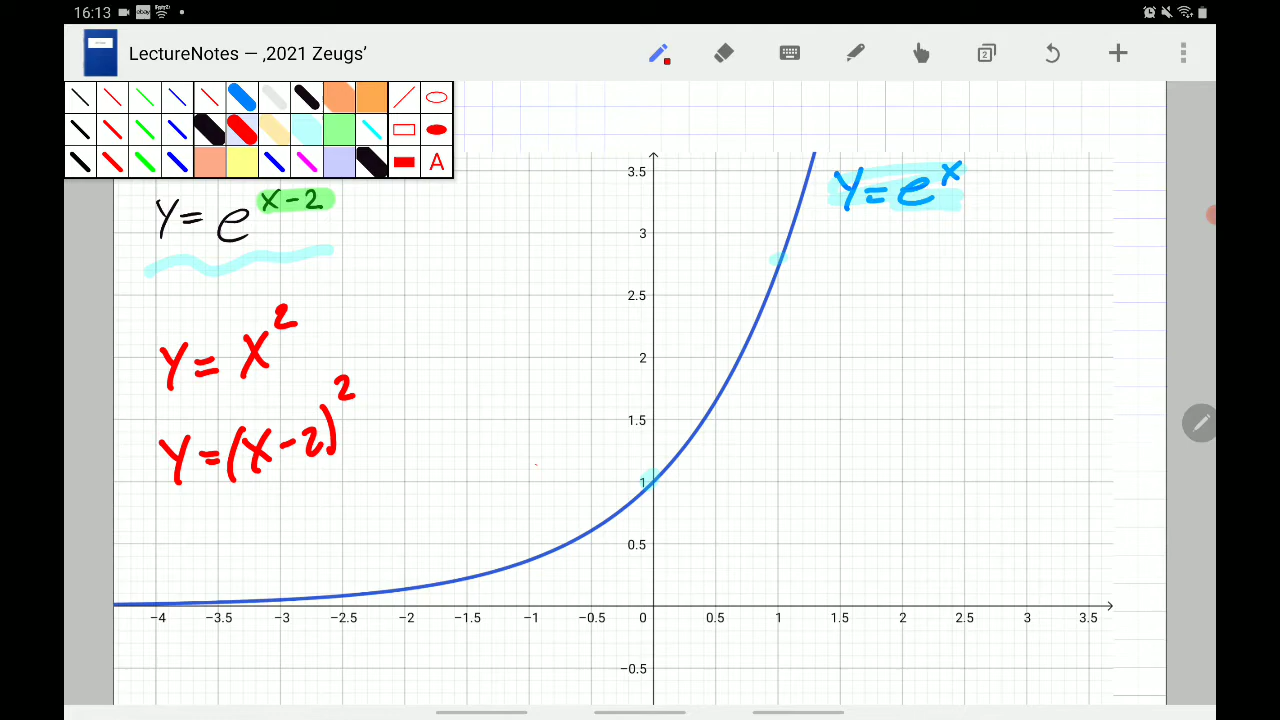 16:13
LectureNotes — ‚2021 Zeugs’
2
A
y = e^{x-2}
y = e^x
y = x^2
y = (x-2)^2
3.5
3
2.5
2
1.5
1
0.5
−4 −3.5 −3 −2.5 −2 −1.5 −1 −0.5 0 0.5 1 1.5 2 2.5 3 3.5
−0.5